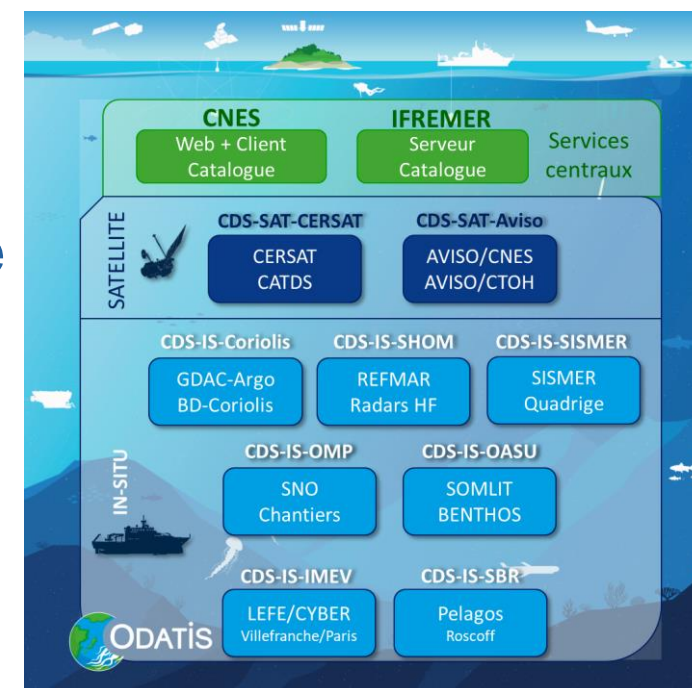 CNES
Web + Client
Catalogue
IFREMER
Serveur
Catalogue
Services
centraux
SATELLITE
CDS-SAT-CERSAT
CERSAT
CATDS
CDS-SAT-Aviso
AVISO/CNES
AVISO/CTOH
IN-SITU
CDS-IS-Coriolis
GDAC-Argo
BD-Coriolis
CDS-IS-SHOM
REFMAR
Radars HF
CDS-IS-SISMER
SISMER
Quadrige
CDS-IS-OMP
SNO
Chantiers
CDS-IS-OASU
SOMLIT
BENTHOS
CDS-IS-IMEV
LEFE/CYBER
Villefranche/Paris
CDS-IS-SBR
Pelagos
Roscoff
ODATIS
e